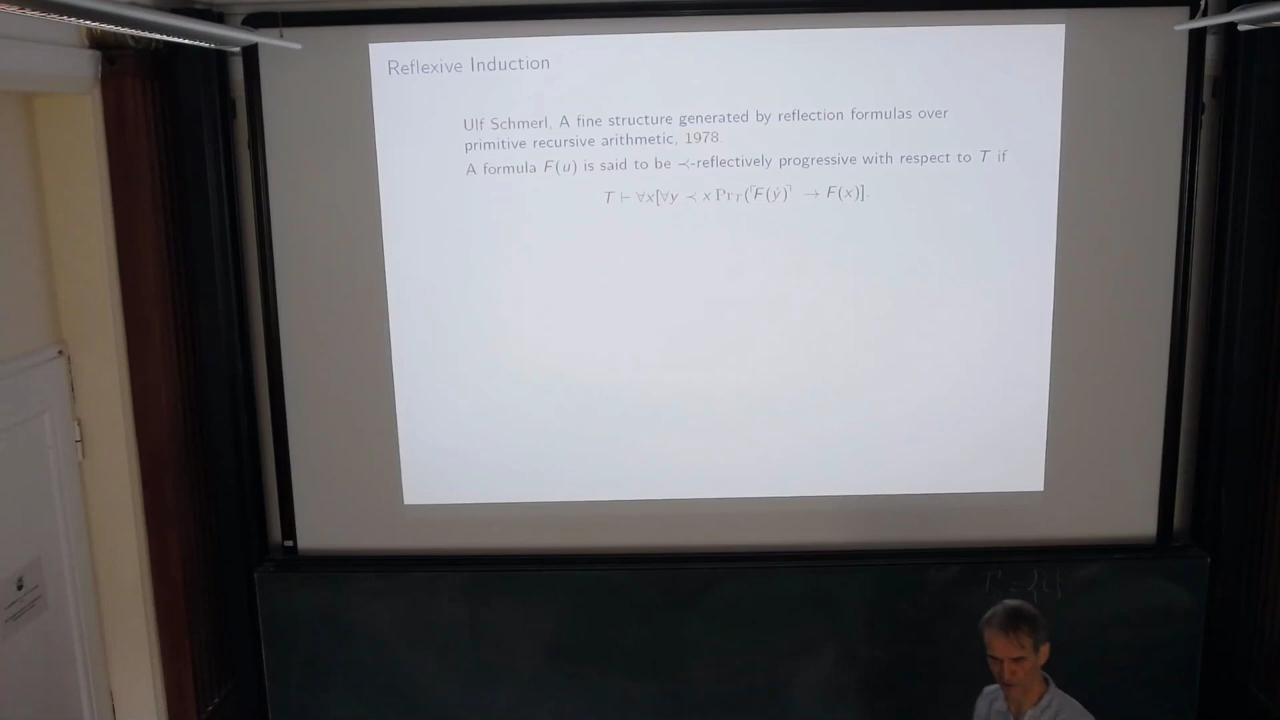 Reflexive Induction
Ulf Schmerl, A fine structure generated by reflection formulas over
primitive recursive arithmetic, 1978.
A formula F(u) is said to be ≺-reflectively progressive with respect to T if
T ⊢ ∀x[∀y ≺ x Pr_T(⌜F(ẏ)⌝ → F(x)].